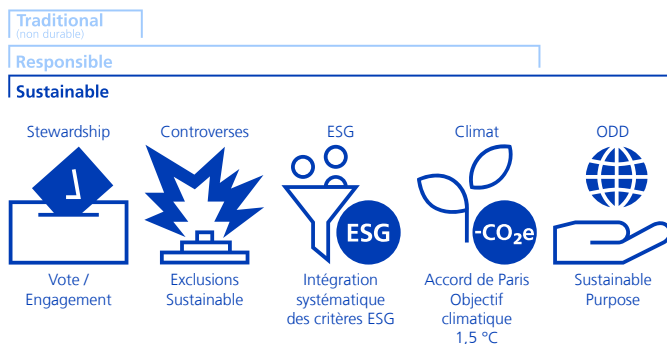 Traditional
(non durable)
Responsible
Sustainable
Stewardship
Controverses
ESG
Climat
ODD
ESG
-CO₂e
Vote /
Engagement
Exclusions
Sustainable
Intégration
systématique
des critères ESG
Accord de Paris
Objectif
climatique
1,5 °C
Sustainable
Purpose